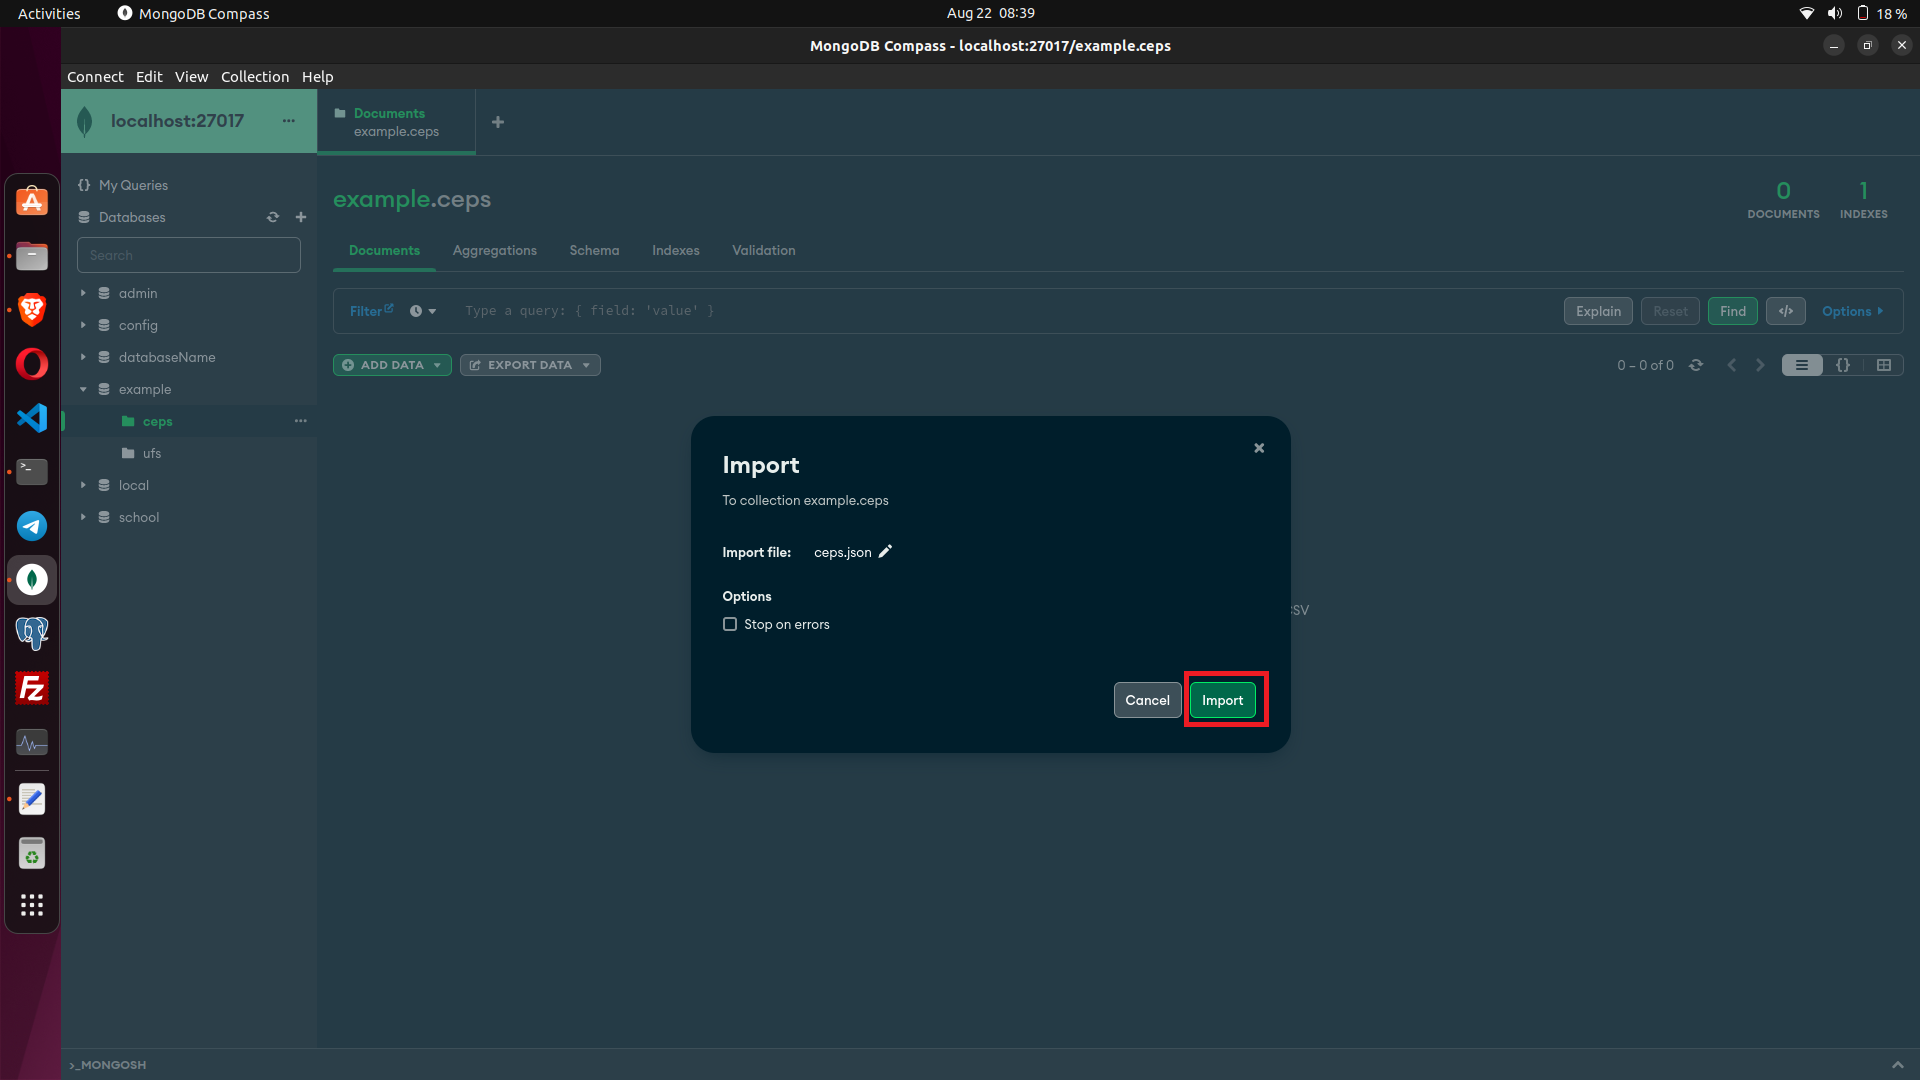 Activities
MongoDB Compass
Aug 22 08:39
18 %
MongoDB Compass - localhost:27017/example.ceps
Connect Edit View Collection Help
localhost:27017
Documents
example.ceps
My Queries
Databases
Search
admin
config
databaseName
example
ceps
ufs
local
school
example.ceps
0
DOCUMENTS
1
INDEXES
Documents Aggregations Schema Indexes Validation
Filter
Type a query: { field: 'value' }
Explain Reset Find </> Options
ADD DATA
EXPORT DATA
0 – 0 of 0
{}
Import
To collection example.ceps
Import file: ceps.json
Options
Stop on errors
Cancel
Import
>_MONGOSH